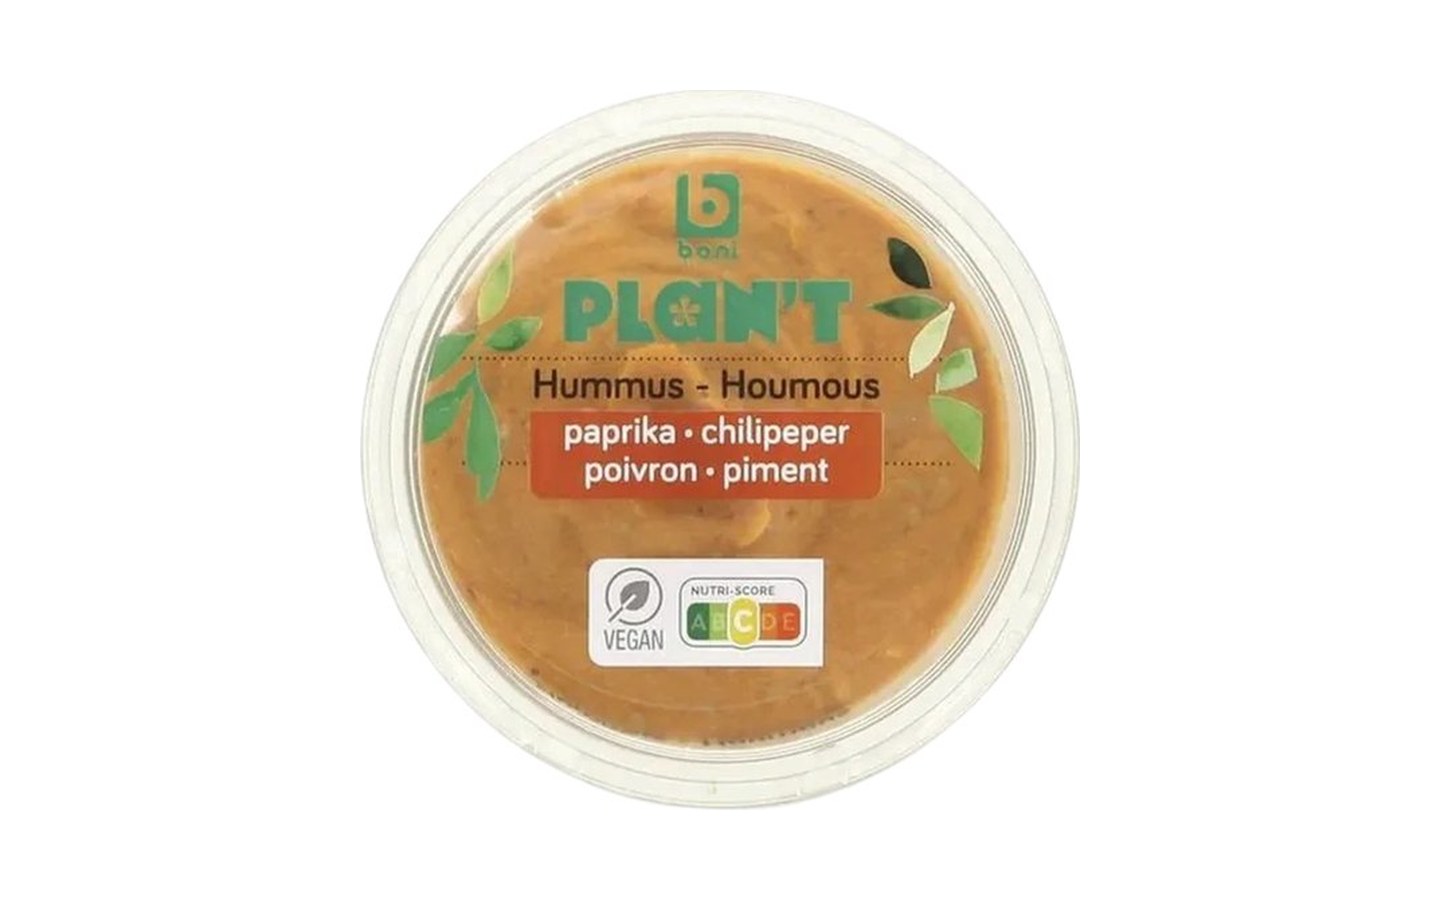 b
boni
PLAN'T
Hummus - Houmous
paprika • chilipeper
poivron • piment
VEGAN
NUTRI-SCORE
A B C D E